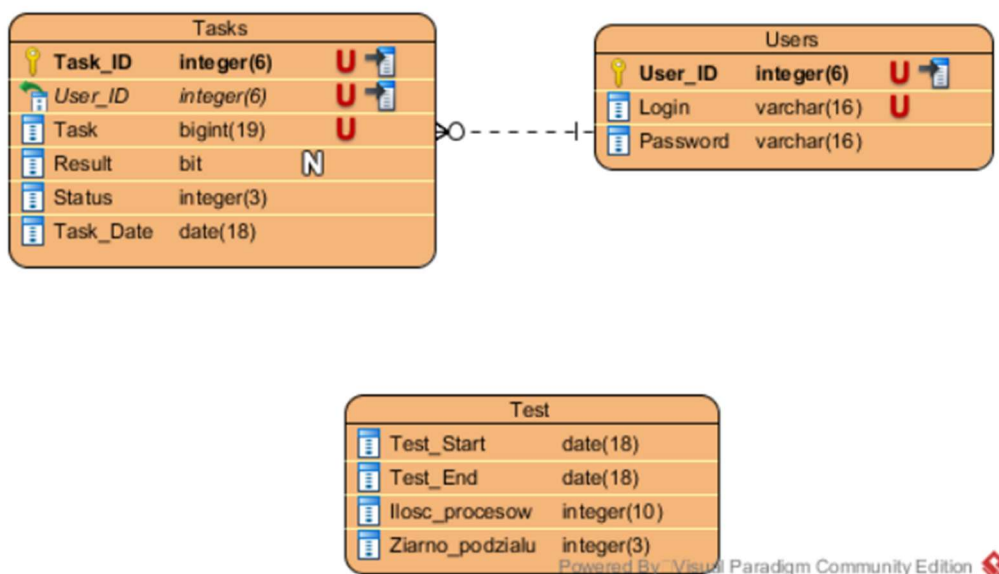 Tasks
Task_ID integer(6) U
User_ID integer(6) U
Task bigint(19) U
Result bit N
Status integer(3)
Task_Date date(18)
Users
User_ID integer(6) U
Login varchar(16) U
Password varchar(16)
Test
Test_Start date(18)
Test_End date(18)
Ilosc_procesow integer(10)
Ziarno_podzialu integer(3)
Powered By Visual Paradigm Community Edition